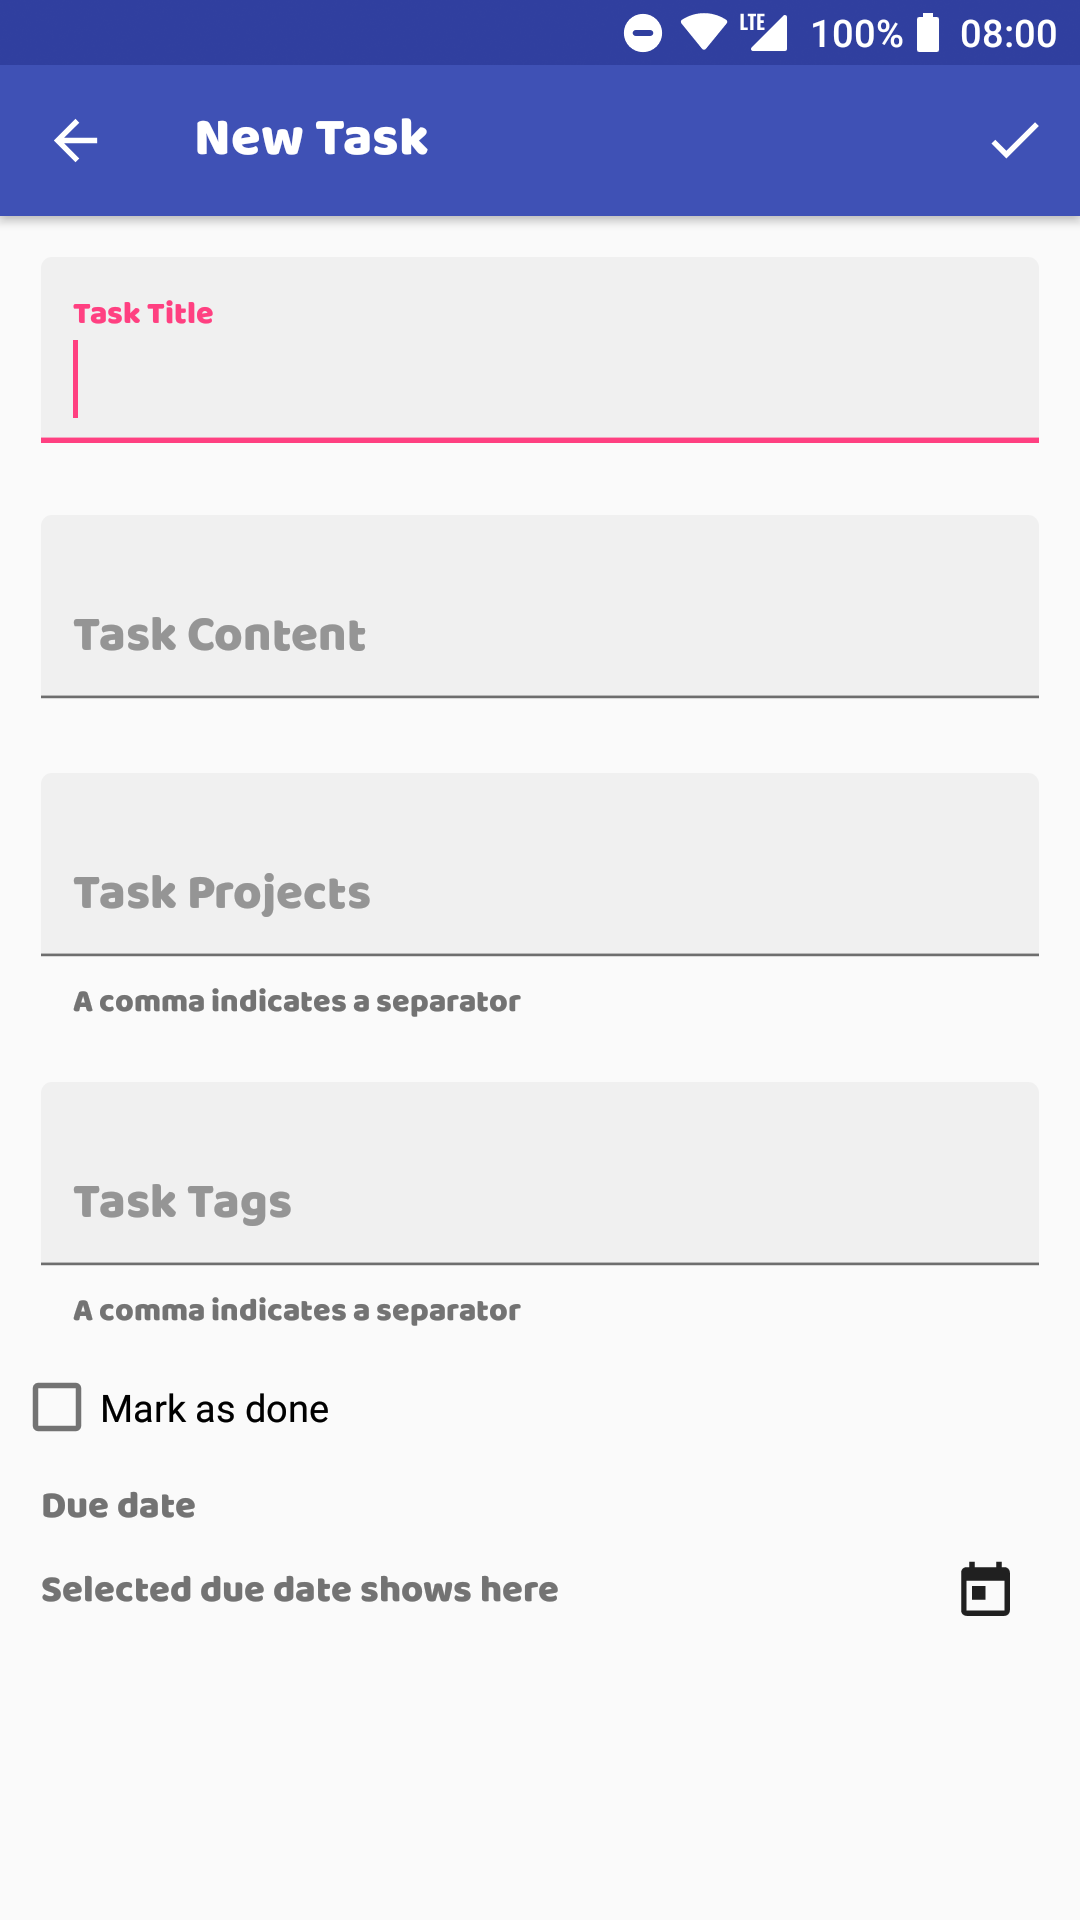 LTE 100% 08:00
New Task
Task Title
Task Content
Task Projects
A comma indicates a separator
Task Tags
A comma indicates a separator
Mark as done
Due date
Selected due date shows here